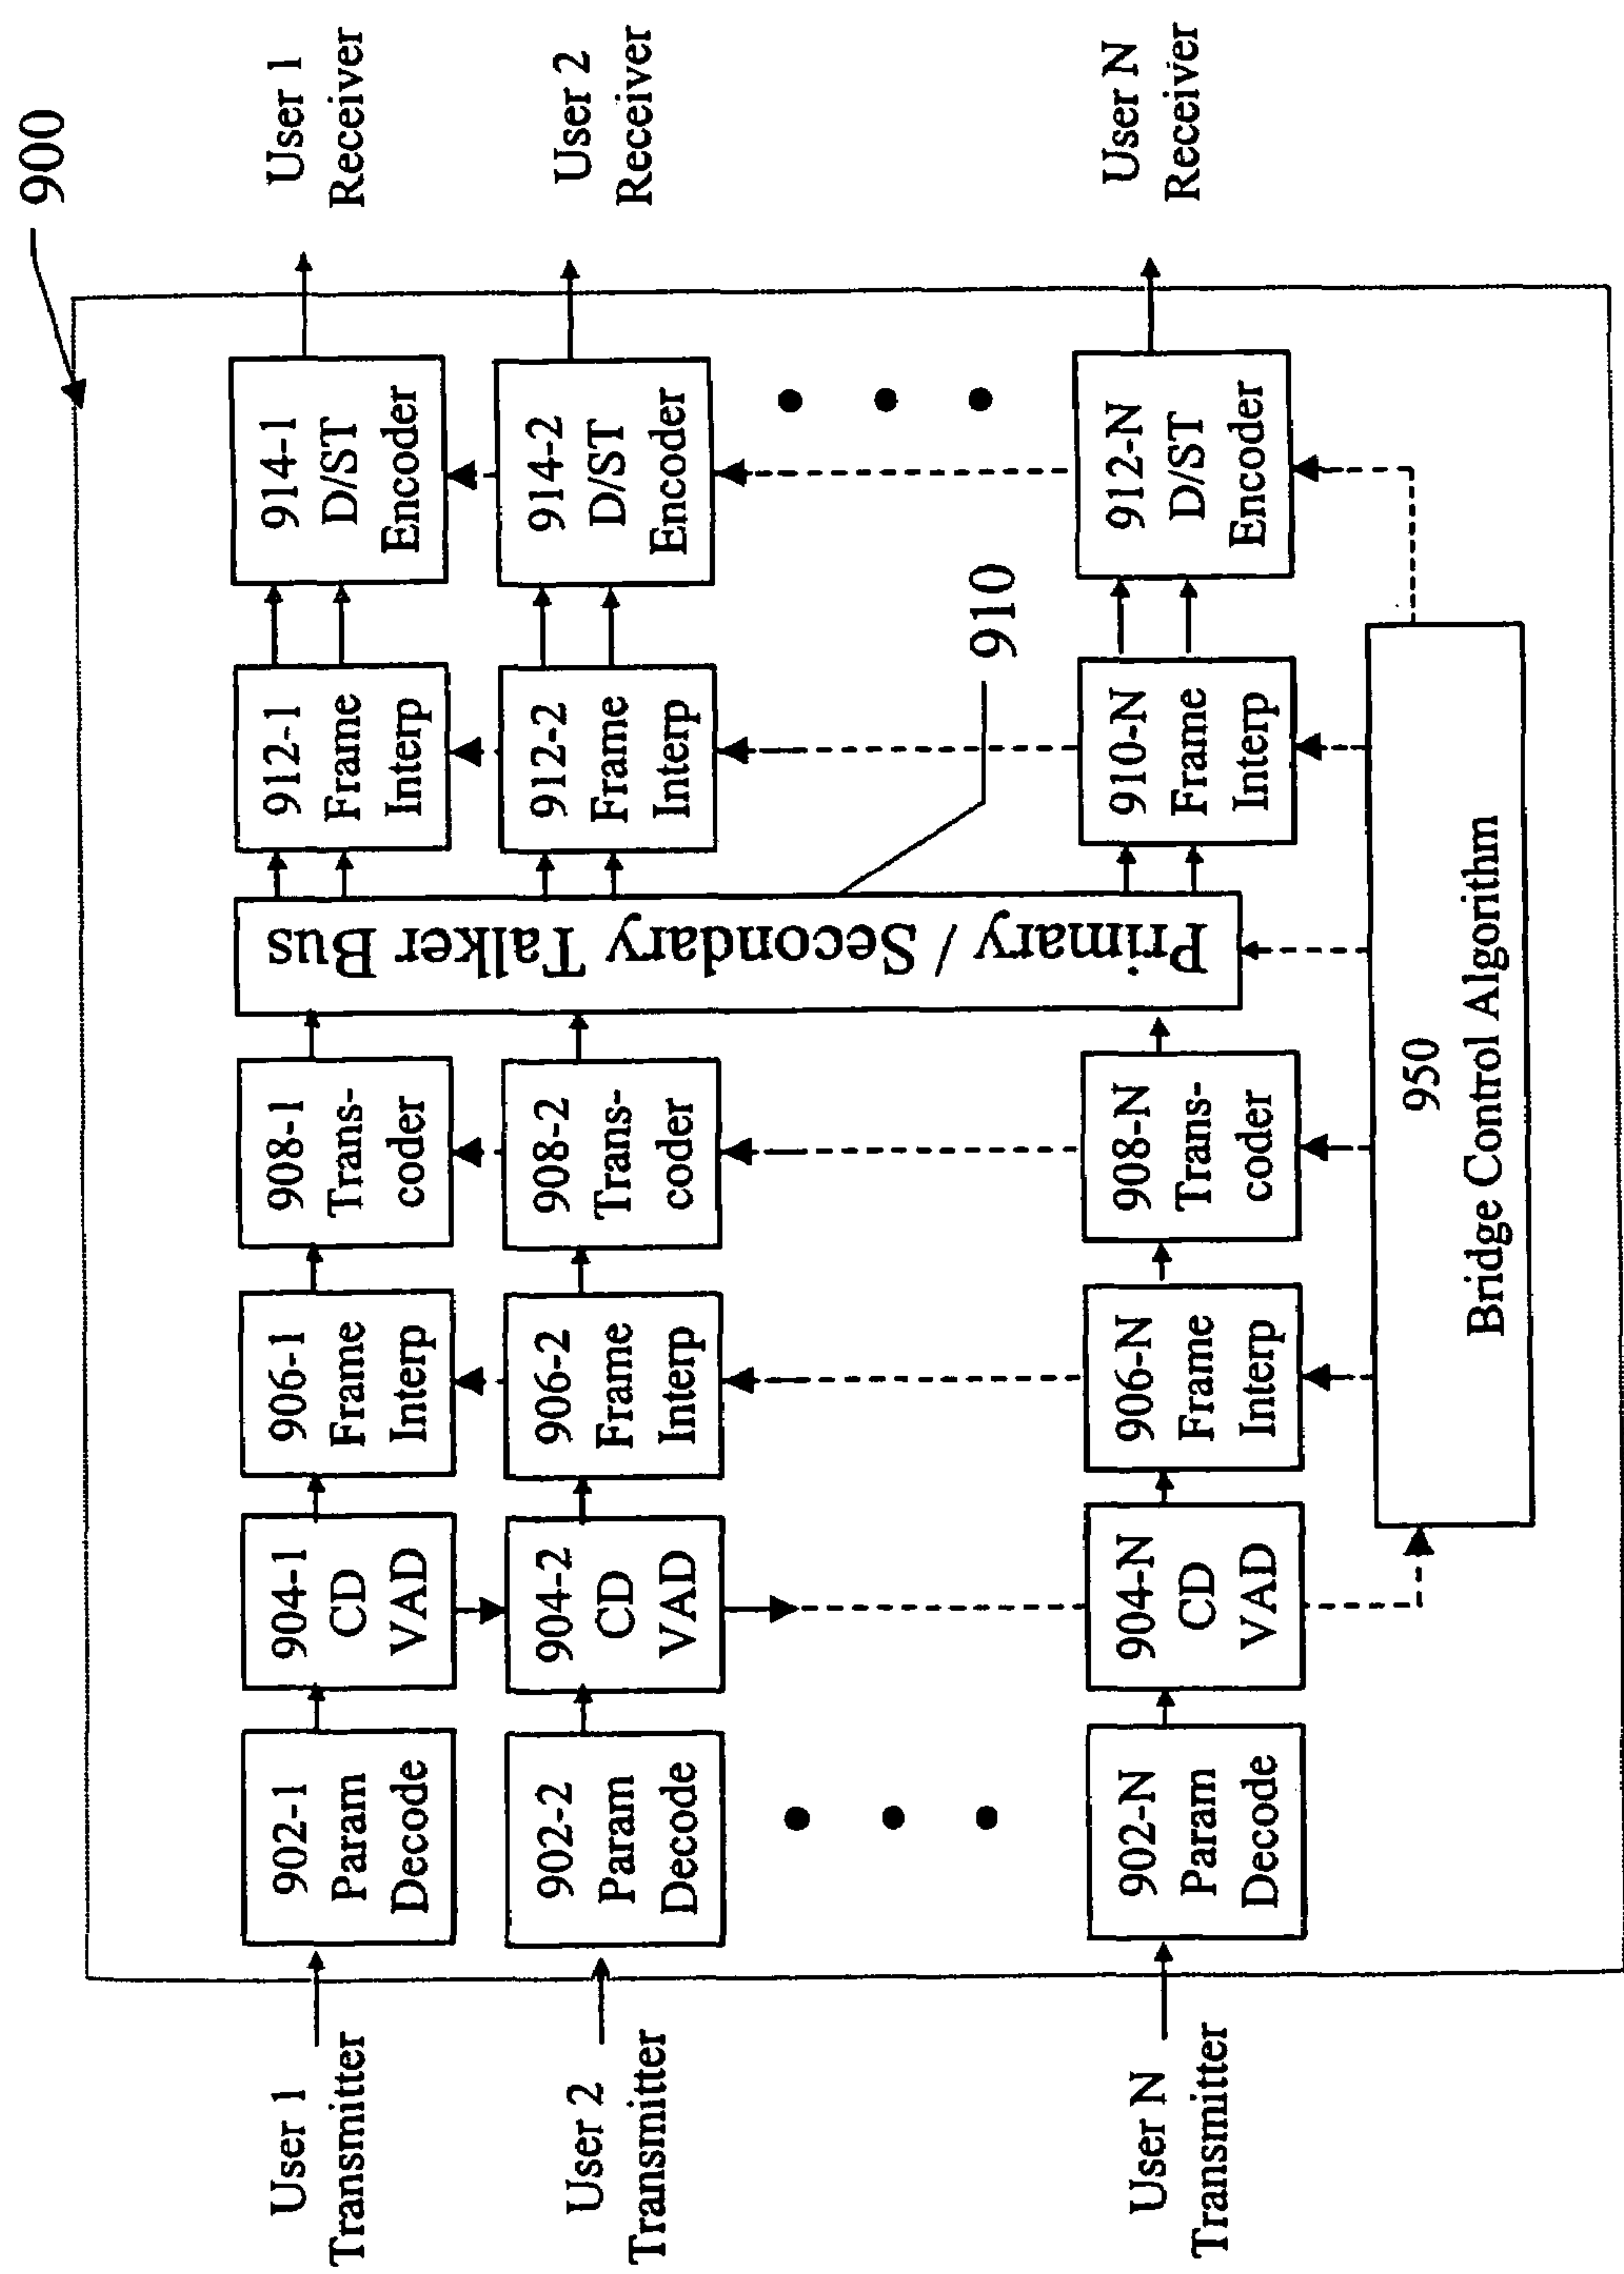 900
User 1
Transmitter
902-1
Param
Decode
904-1
CD
VAD
906-1
Frame
Interp
908-1
Trans-
coder
Primary / Secondary Talker Bus
912-1
Frame
Interp
914-1
D/ST
Encoder
User 1
Receiver
User 2
Transmitter
902-2
Param
Decode
904-2
CD
VAD
906-2
Frame
Interp
908-2
Trans-
coder
912-2
Frame
Interp
914-2
D/ST
Encoder
User 2
Receiver
910
User N
Transmitter
902-N
Param
Decode
904-N
CD
VAD
906-N
Frame
Interp
908-N
Trans-
coder
910-N
Frame
Interp
912-N
D/ST
Encoder
User N
Receiver
950
Bridge Control Algorithm